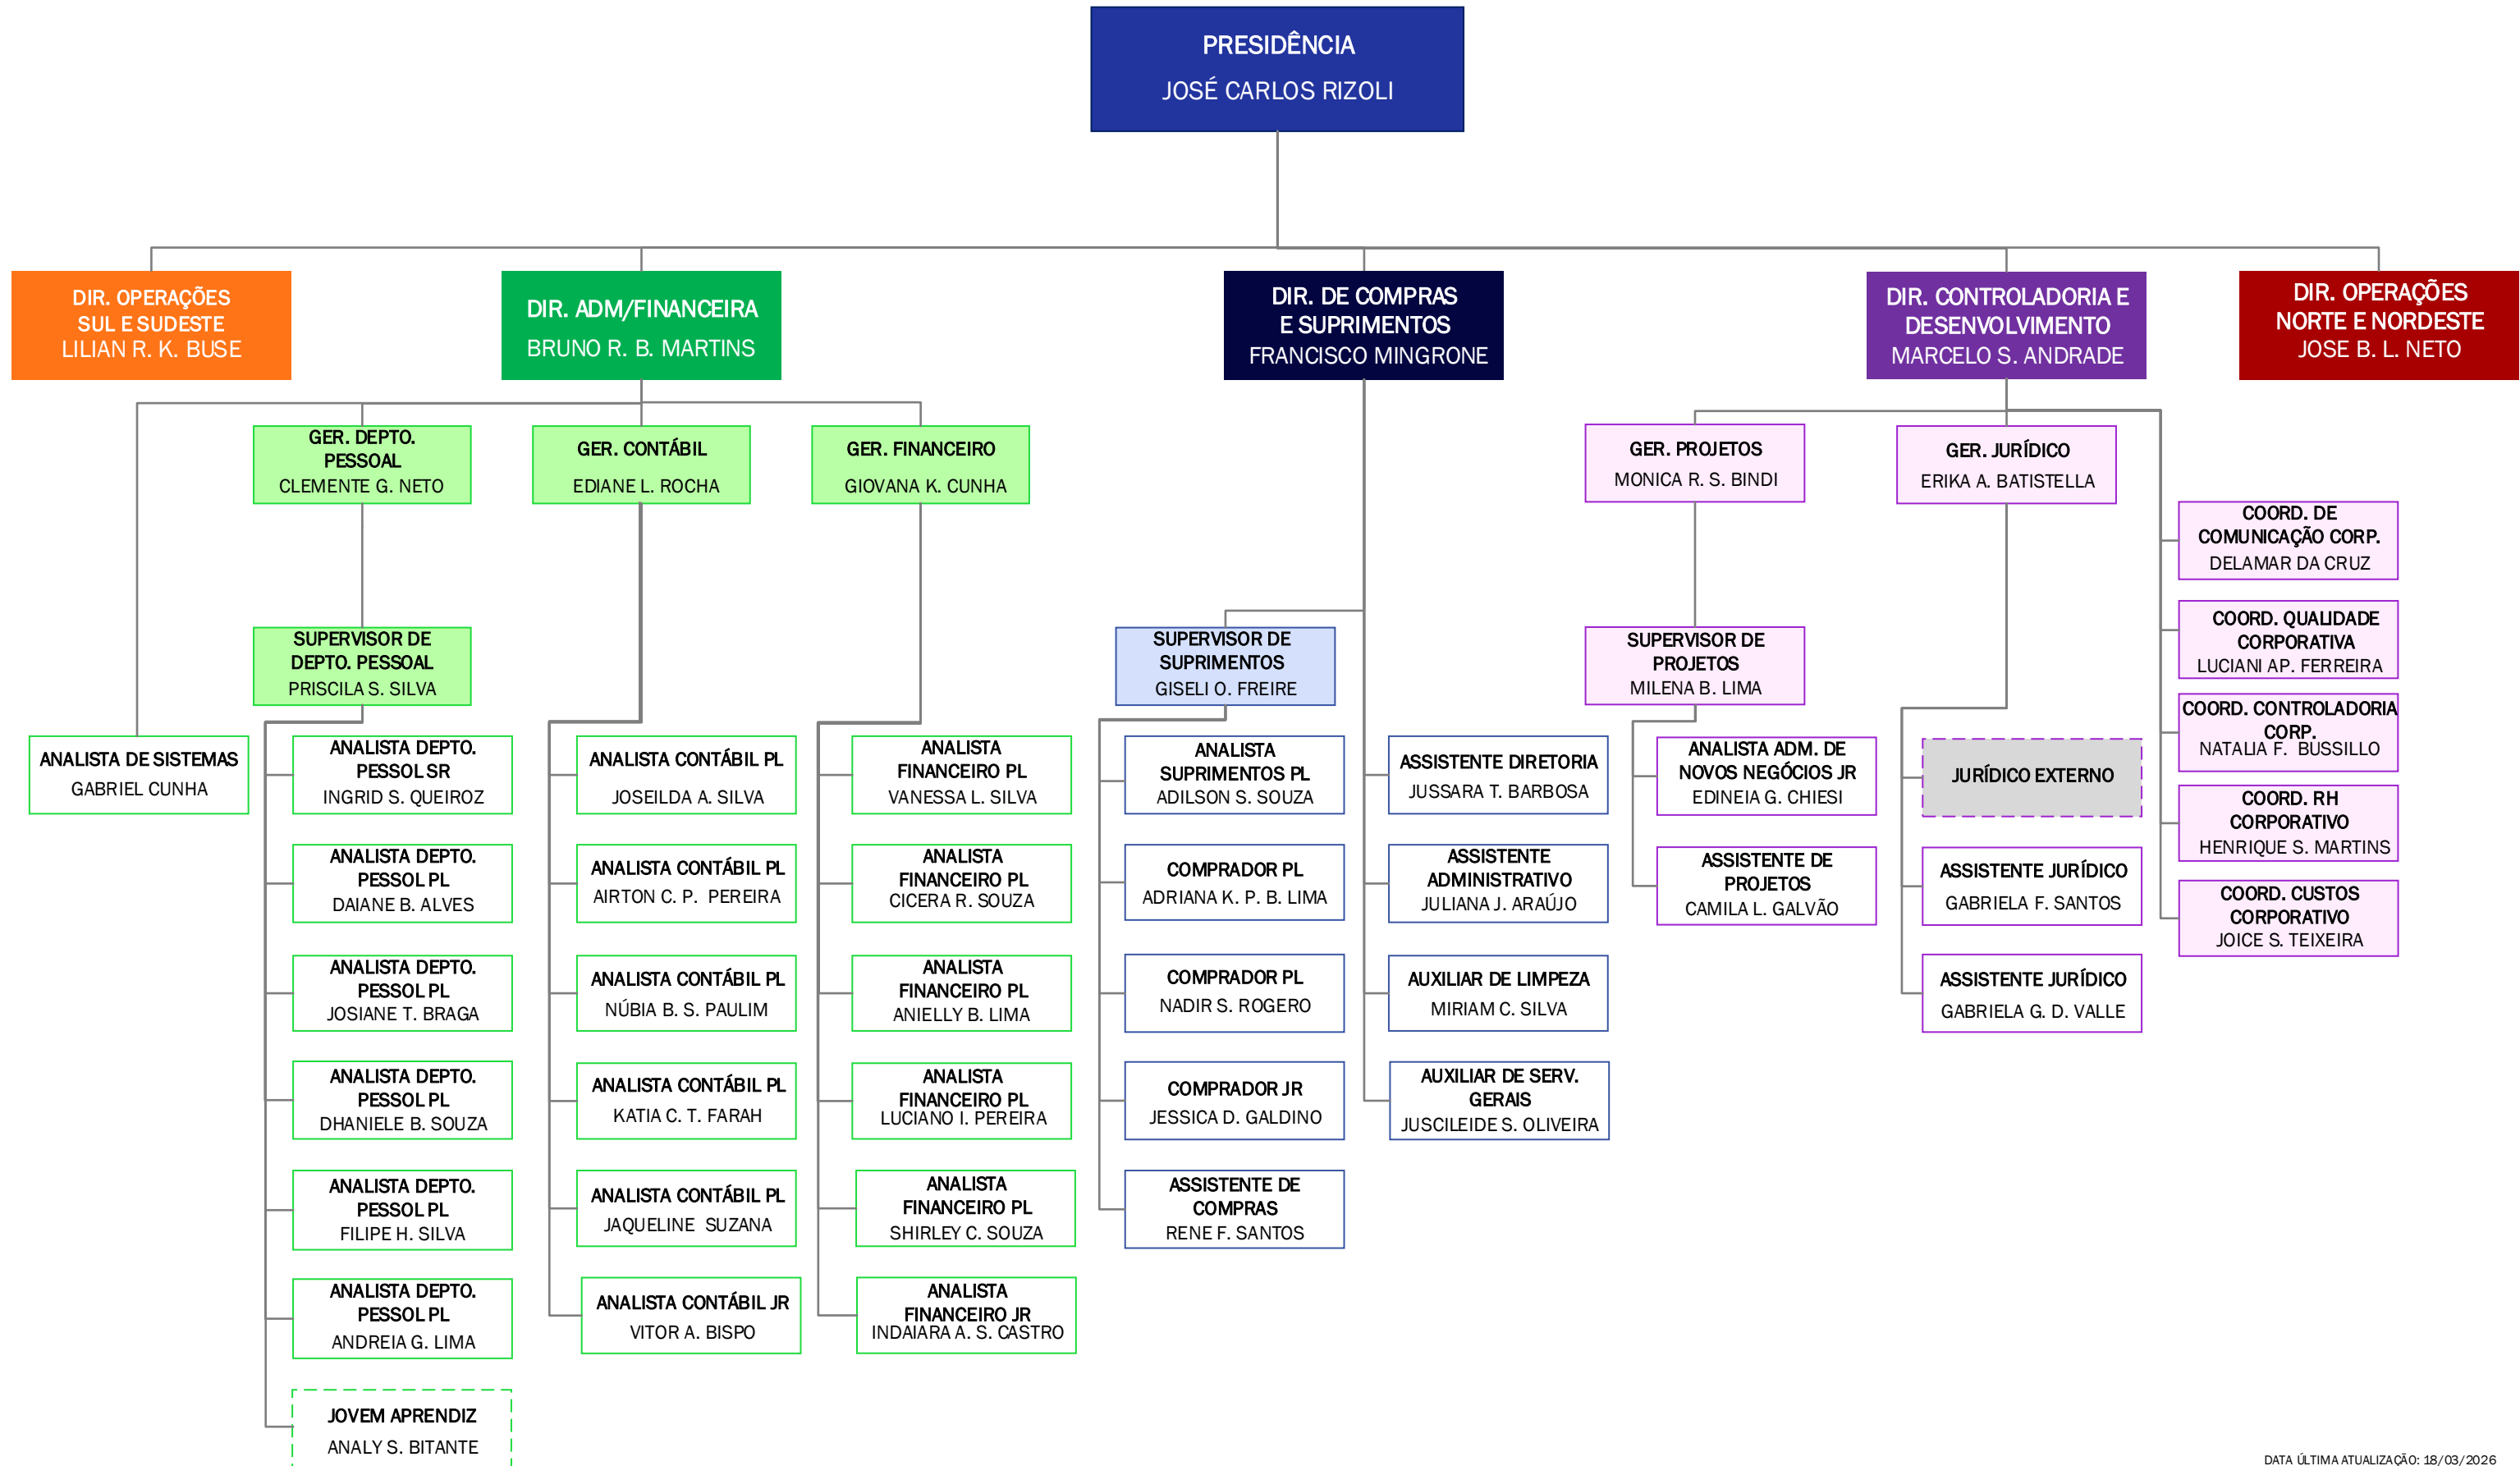 PRESIDÊNCIA
JOSÉ CARLOS RIZOLI
DIR. OPERAÇÕES
SUL E SUDESTE
LILIAN R. K. BUSE
DIR. ADM/FINANCEIRA
BRUNO R. B. MARTINS
DIR. DE COMPRAS
E SUPRIMENTOS
FRANCISCO MINGRONE
DIR. CONTROLADORIA E
DESENVOLVIMENTO
MARCELO S. ANDRADE
DIR. OPERAÇÕES
NORTE E NORDESTE
JOSE B. L. NETO
GER. DEPTO.
PESSOAL
CLEMENTE G. NETO
GER. CONTÁBIL
EDIANE L. ROCHA
GER. FINANCEIRO
GIOVANA K. CUNHA
GER. PROJETOS
MONICA R. S. BINDI
GER. JURÍDICO
ERIKA A. BATISTELLA
COORD. DE
COMUNICAÇÃO CORP.
DELAMAR DA CRUZ
COORD. QUALIDADE
CORPORATIVA
LUCIANI AP. FERREIRA
COORD. CONTROLADORIA
CORP.
NATALIA F.  BUSSILLO
COORD. RH
CORPORATIVO
HENRIQUE S. MARTINS
COORD. CUSTOS
CORPORATIVO
JOICE S. TEIXEIRA
SUPERVISOR DE
DEPTO. PESSOAL
PRISCILA S. SILVA
SUPERVISOR DE
SUPRIMENTOS
GISELI O. FREIRE
SUPERVISOR DE
PROJETOS
MILENA B. LIMA
ANALISTA DE SISTEMAS
GABRIEL CUNHA
ANALISTA DEPTO.
PESSOL SR
INGRID S. QUEIROZ
ANALISTA DEPTO.
PESSOL PL
DAIANE B. ALVES
ANALISTA DEPTO.
PESSOL PL
JOSIANE T. BRAGA
ANALISTA DEPTO.
PESSOL PL
DHANIELE B. SOUZA
ANALISTA DEPTO.
PESSOL PL
FILIPE H. SILVA
ANALISTA DEPTO.
PESSOL PL
ANDREIA G. LIMA
JOVEM APRENDIZ
ANALY S. BITANTE
ANALISTA CONTÁBIL PL
JOSEILDA A. SILVA
ANALISTA CONTÁBIL PL
AIRTON C. P.  PEREIRA
ANALISTA CONTÁBIL PL
NÚBIA B. S. PAULIM
ANALISTA CONTÁBIL PL
KATIA C. T. FARAH
ANALISTA CONTÁBIL PL
JAQUELINE  SUZANA
ANALISTA CONTÁBIL JR
VITOR A. BISPO
ANALISTA
FINANCEIRO PL
VANESSA L. SILVA
ANALISTA
FINANCEIRO PL
CICERA R. SOUZA
ANALISTA
FINANCEIRO PL
ANIELLY B. LIMA
ANALISTA
FINANCEIRO PL
LUCIANO I. PEREIRA
ANALISTA
FINANCEIRO PL
SHIRLEY C. SOUZA
ANALISTA
FINANCEIRO JR
INDAIARA A. S. CASTRO
ANALISTA
SUPRIMENTOS PL
ADILSON S. SOUZA
COMPRADOR PL
ADRIANA K. P. B. LIMA
COMPRADOR PL
NADIR S. ROGERO
COMPRADOR JR
JESSICA D. GALDINO
ASSISTENTE DE
COMPRAS
RENE F. SANTOS
ASSISTENTE DIRETORIA
JUSSARA T. BARBOSA
ASSISTENTE
ADMINISTRATIVO
JULIANA J. ARAÚJO
AUXILIAR DE LIMPEZA
MIRIAM C. SILVA
AUXILIAR DE SERV.
GERAIS
JUSCILEIDE S. OLIVEIRA
ANALISTA ADM. DE
NOVOS NEGÓCIOS JR
EDINEIA G. CHIESI
ASSISTENTE DE
PROJETOS
CAMILA L. GALVÃO
JURÍDICO EXTERNO
ASSISTENTE JURÍDICO
GABRIELA F. SANTOS
ASSISTENTE JURÍDICO
GABRIELA G. D. VALLE
DATA ÚLTIMA ATUALIZAÇÃO: 18/03/2026